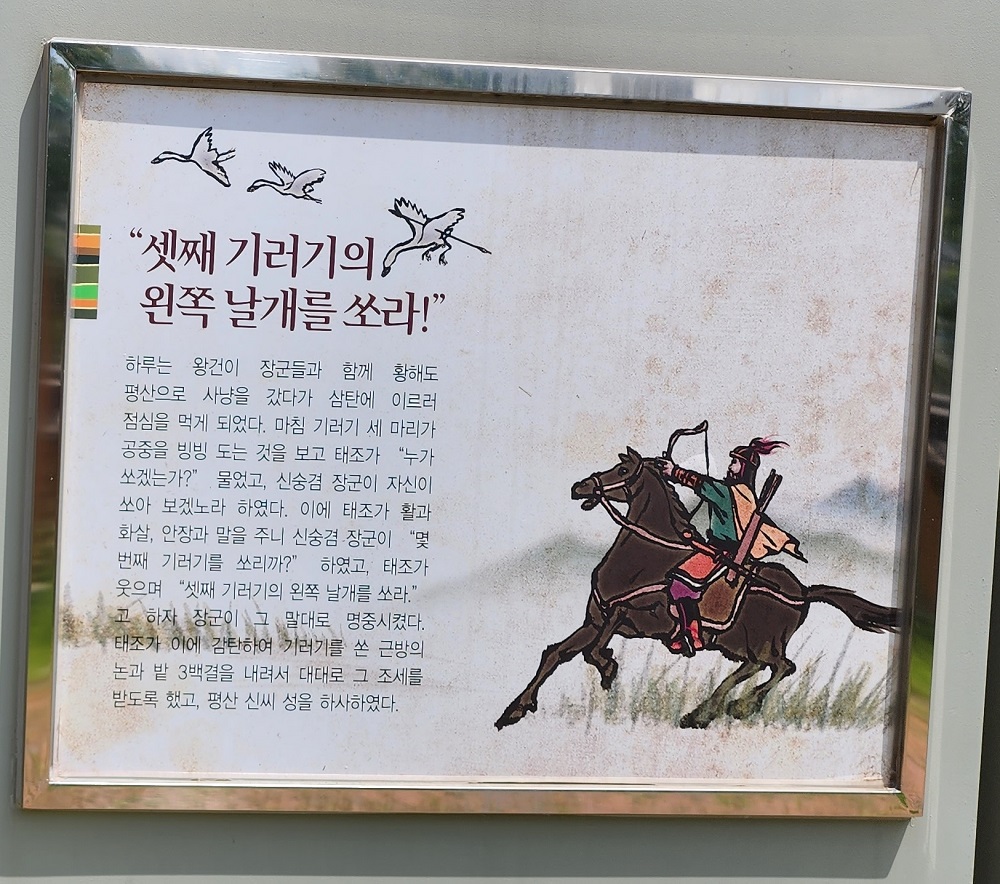 “셋째 기러기의
왼쪽 날개를 쏘라!”
하루는 왕건이 장군들과 함께 황해도
평산으로 사냥을 갔다가 삼탄에 이르러
점심을 먹게 되었다. 마침 기러기 세 마리가
공중을 빙빙 도는 것을 보고 태조가 “누가
쏘겠는가?” 물었고, 신숭겸 장군이 자신이
쏘아 보겠노라 하였다. 이에 태조가 활과
화살, 안장과 말을 주니 신숭겸 장군이 “몇
번째 기러기를 쏘리까?” 하였고, 태조가
웃으며 “셋째 기러기의 왼쪽 날개를 쏘라.”
고 하자 장군이 그 말대로 명중시켰다.
태조가 이에 감탄하여 기러기를 쏜 근방의
논과 밭 3백결을 내려서 대대로 그 조세를
받도록 했고, 평산 신씨 성을 하사하였다.